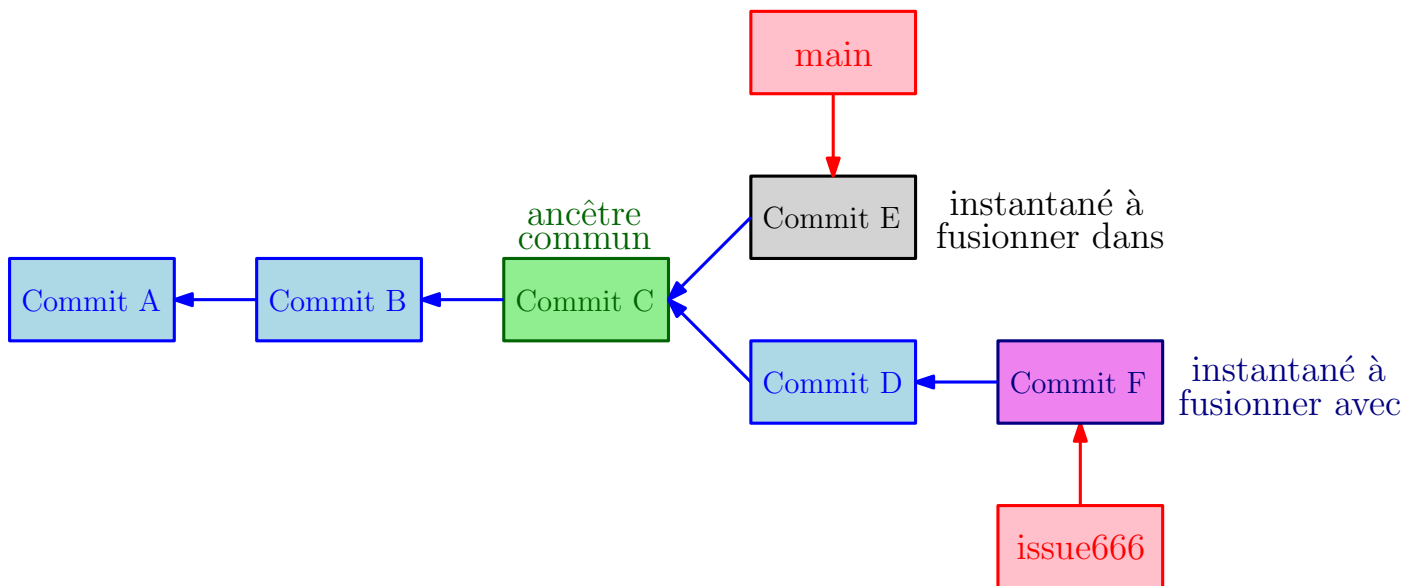 main
Commit E
instantané à
fusionner dans
ancêtre
commun
Commit A
Commit B
Commit C
Commit D
Commit F
instantané à
fusionner avec
issue666